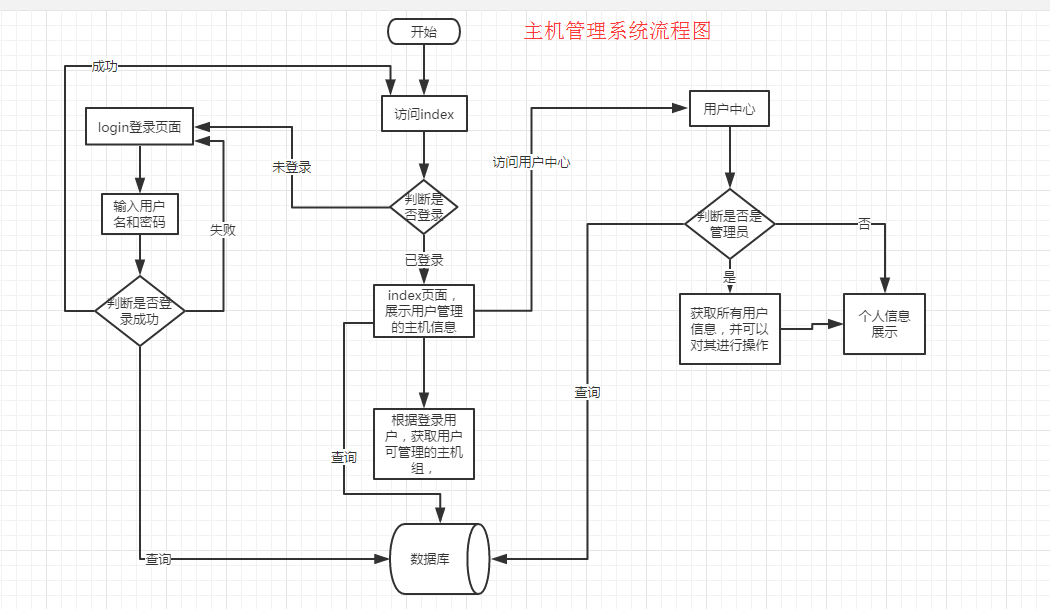 开始
主机管理系统流程图
成功
访问index
用户中心
login登录页面
访问用户中心
未登录
判断是
否登录
输入用户
名和密码
失败
判断是否是
管理员
否
已登录
是
index页面，
展示用户管理
的主机信息
判断是否登
录成功
获取所有用户
信息，并可以
对其进行操作
个人信息
展示
查询
根据登录用
户，获取用户
可管理的主机
组，
查询
查询
数据库